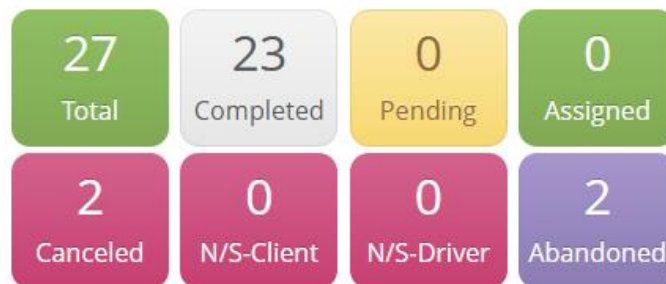 27 23 0 0
Total Completed Pending Assigned
2 0 0 2
Canceled N/S-Client N/S-Driver Abandoned